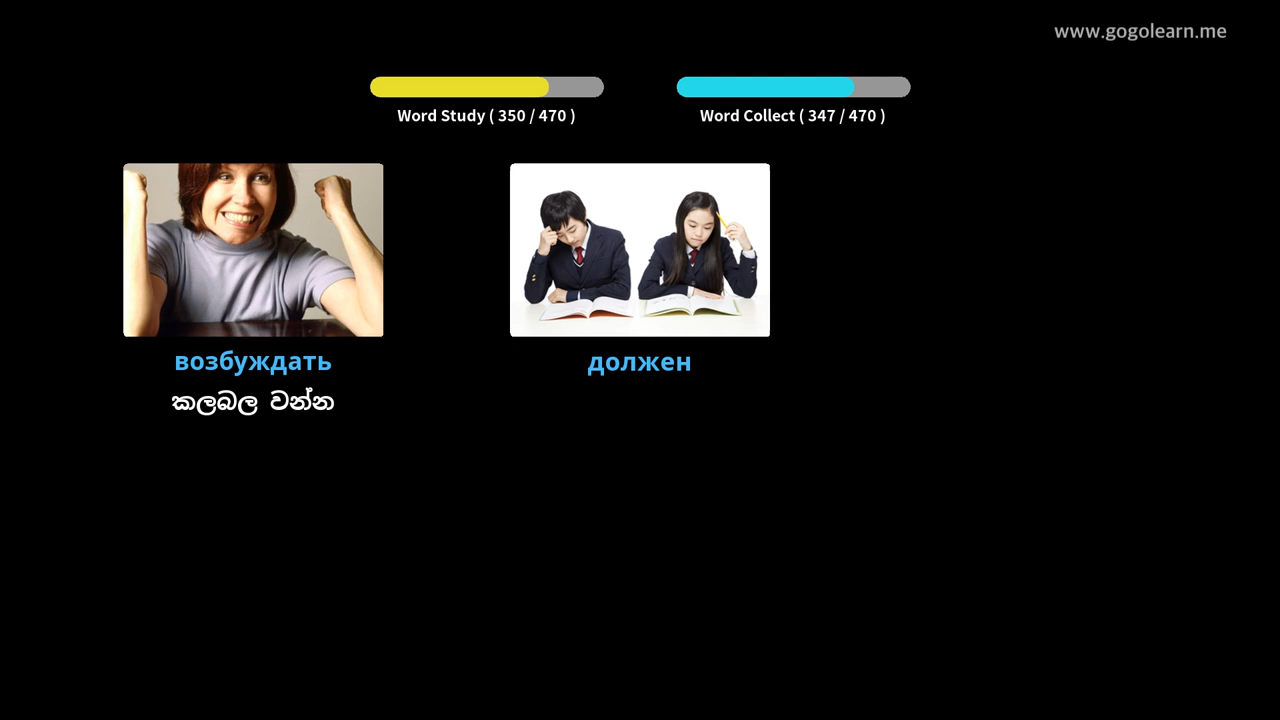 www.gogolearn.me
Word Study ( 350 / 470 )
Word Collect ( 347 / 470 )
возбуждать
должен
කලබල වන්න